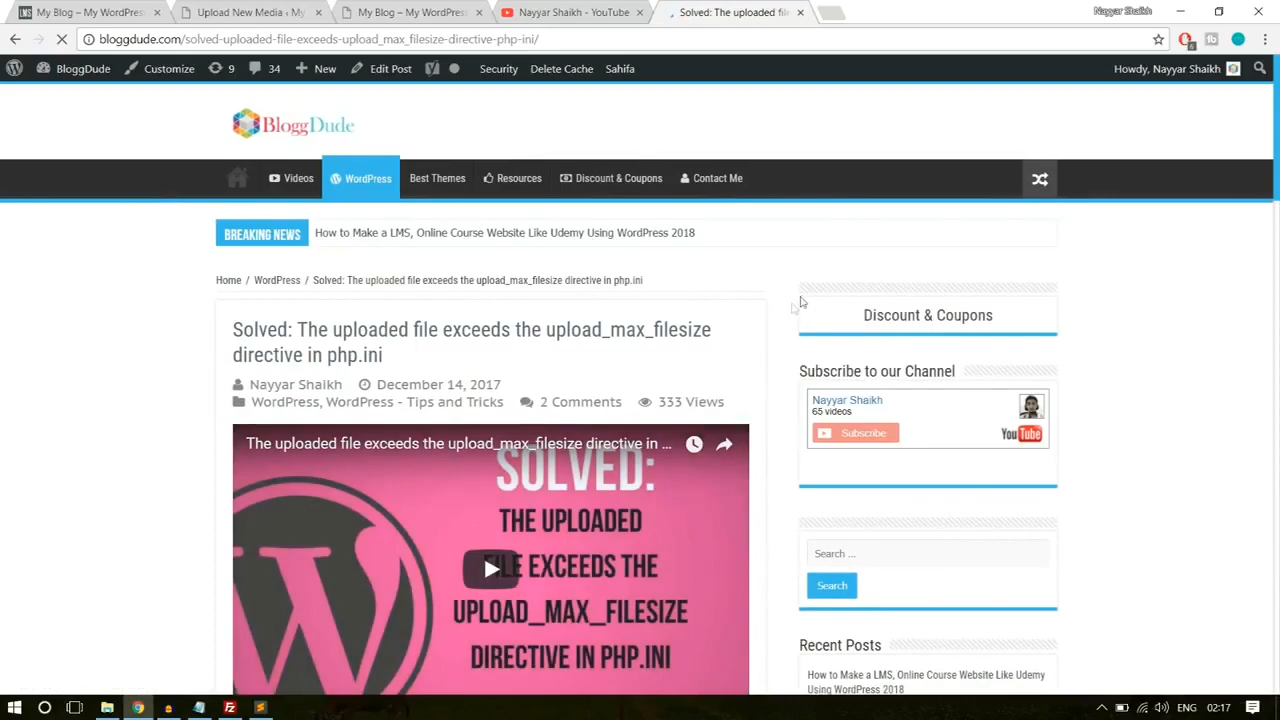 My Blog – My WordPress
Upload New Media ‹ My
My Blog – My WordPress
Nayyar Shaikh - YouTube
Solved: The uploaded fil
Nayyar Shaikh
bloggdude.com/solved-uploaded-file-exceeds-upload_max_filesize-directive-php-ini/
BloggDude
Customize
9
34
New
Edit Post
Security
Delete Cache
Sahifa
Howdy, Nayyar Shaikh
BloggDude
Videos
WordPress
Best Themes
Resources
Discount & Coupons
Contact Me
BREAKING NEWS
How to Make a LMS, Online Course Website Like Udemy Using WordPress 2018
Home / WordPress / Solved: The uploaded file exceeds the upload_max_filesize directive in php.ini
Solved: The uploaded file exceeds the upload_max_filesize
directive in php.ini
Nayyar Shaikh
December 14, 2017
WordPress, WordPress - Tips and Tricks
2 Comments
333 Views
The uploaded file exceeds the upload_max_filesize directive in ...
SOLVED:
THE UPLOADED
FILE EXCEEDS THE
UPLOAD_MAX_FILESIZE
DIRECTIVE IN PHP.INI
Discount & Coupons
Subscribe to our Channel
Nayyar Shaikh
65 videos
Subscribe
YouTube
Search ...
Search
Recent Posts
How to Make a LMS, Online Course Website Like Udemy
Using WordPress 2018
ENG
02:17